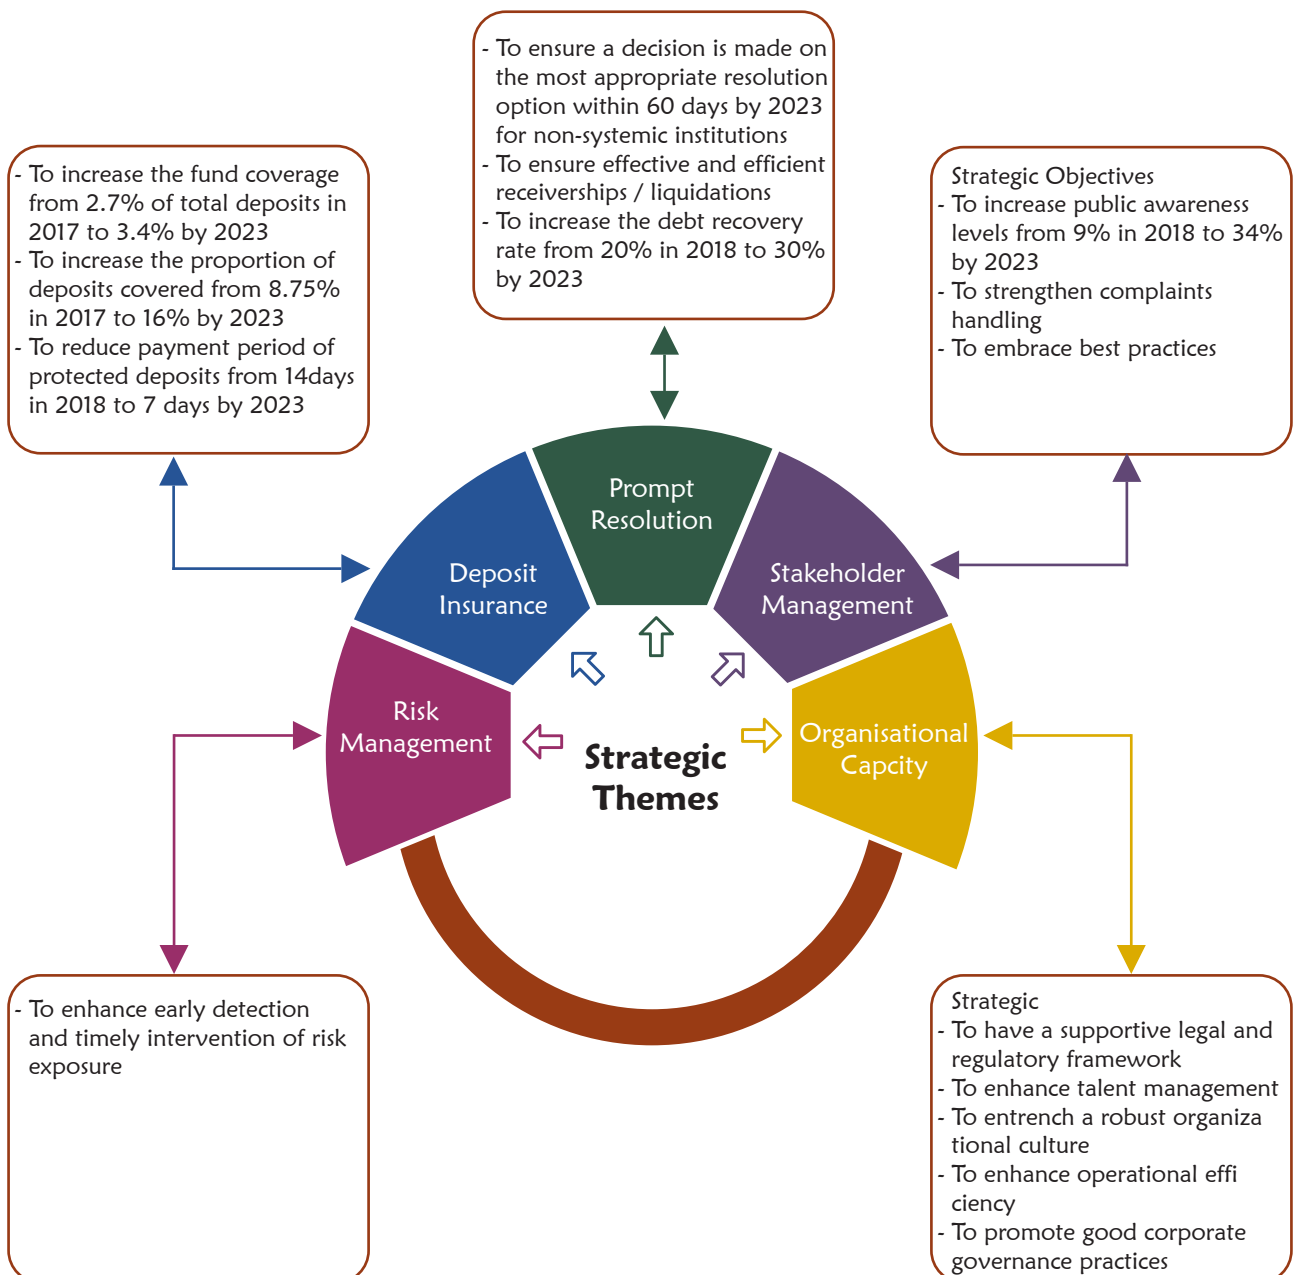 - To ensure a decision is made on
the most appropriate resolution
option within 60 days by 2023
for non-systemic institutions
- To ensure effective and efficient
receiverships / liquidations
- To increase the debt recovery
rate from 20% in 2018 to 30%
by 2023
- To increase the fund coverage
from 2.7% of total deposits in
2017 to 3.4% by 2023
- To increase the proportion of
deposits covered from 8.75%
in 2017 to 16% by 2023
- To reduce payment period of
protected deposits from 14days
in 2018 to 7 days by 2023
Strategic Objectives
- To increase public awareness
levels from 9% in 2018 to 34%
by 2023
- To strengthen complaints
handling
- To embrace best practices
Prompt
Resolution
Deposit
Insurance
Stakeholder
Management
Risk
Management
Organisational
Capcity
Strategic
Themes
- To enhance early detection
and timely intervention of risk
exposure
Strategic
- To have a supportive legal and
regulatory framework
- To enhance talent management
- To entrench a robust organiza
tional culture
- To enhance operational effi
ciency
- To promote good corporate
governance practices